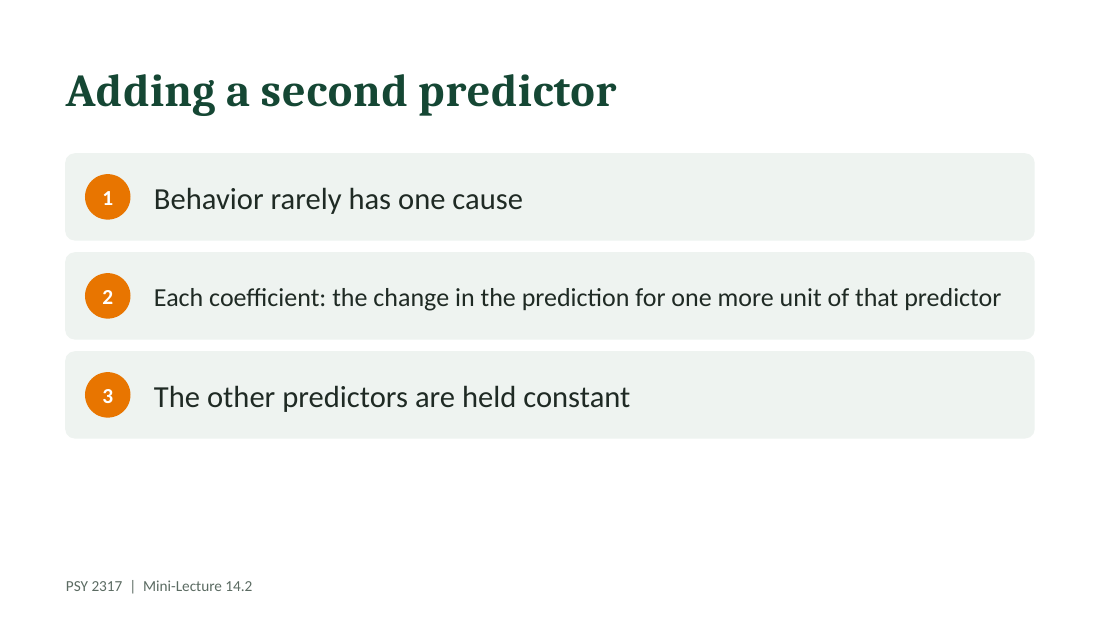 Adding a second predictor
1 Behavior rarely has one cause
2 Each coefficient: the change in the prediction for one more unit of that predictor
3 The other predictors are held constant
PSY 2317 | Mini-Lecture 14.2